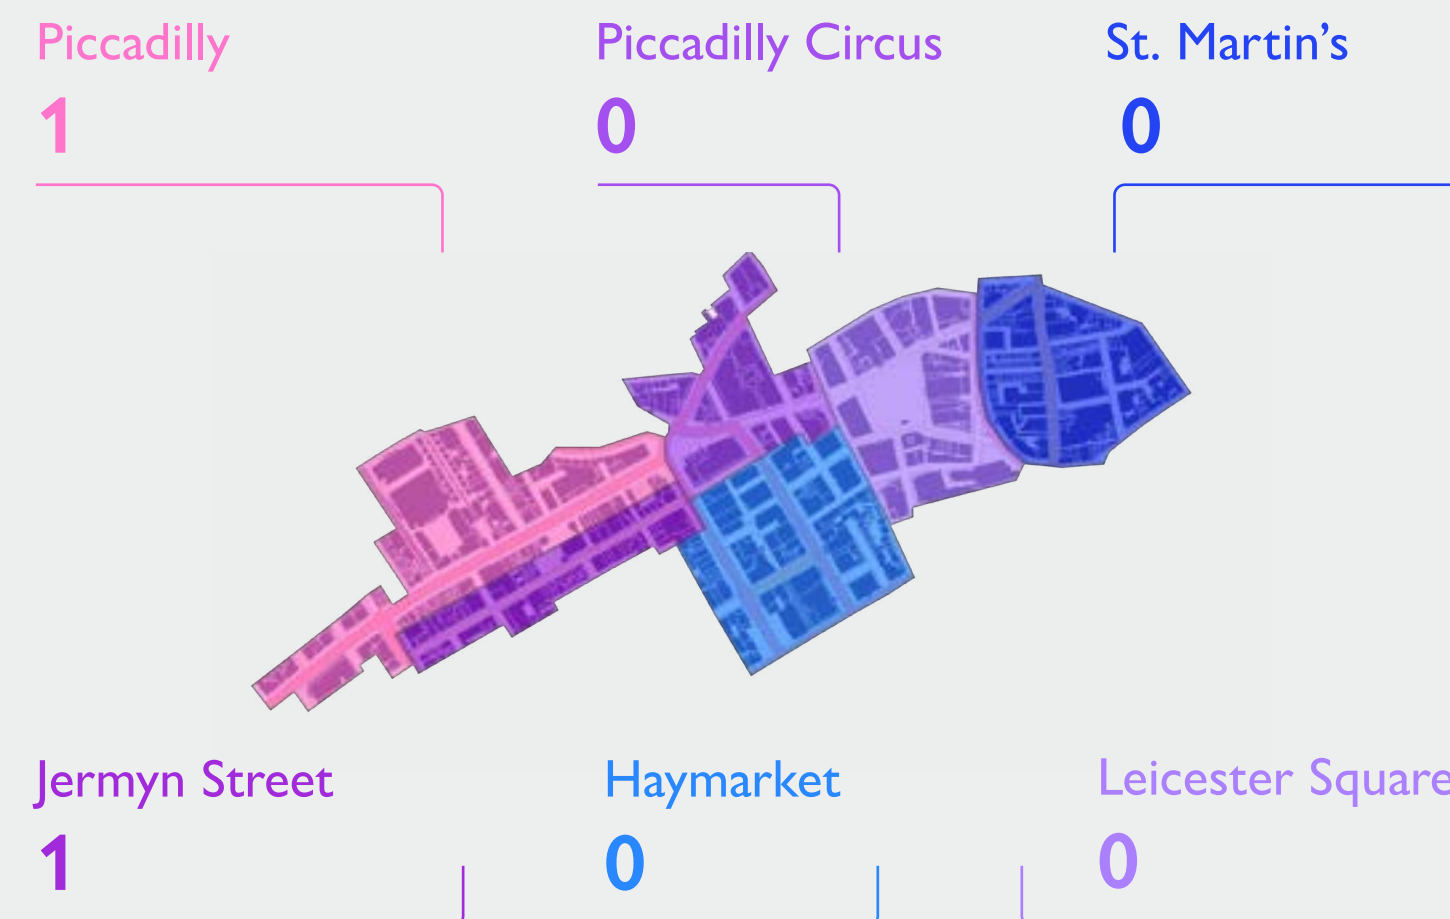 Piccadilly
1
Piccadilly Circus
0
St. Martin’s
0
Jermyn Street
1
Haymarket
0
Leicester Square
0